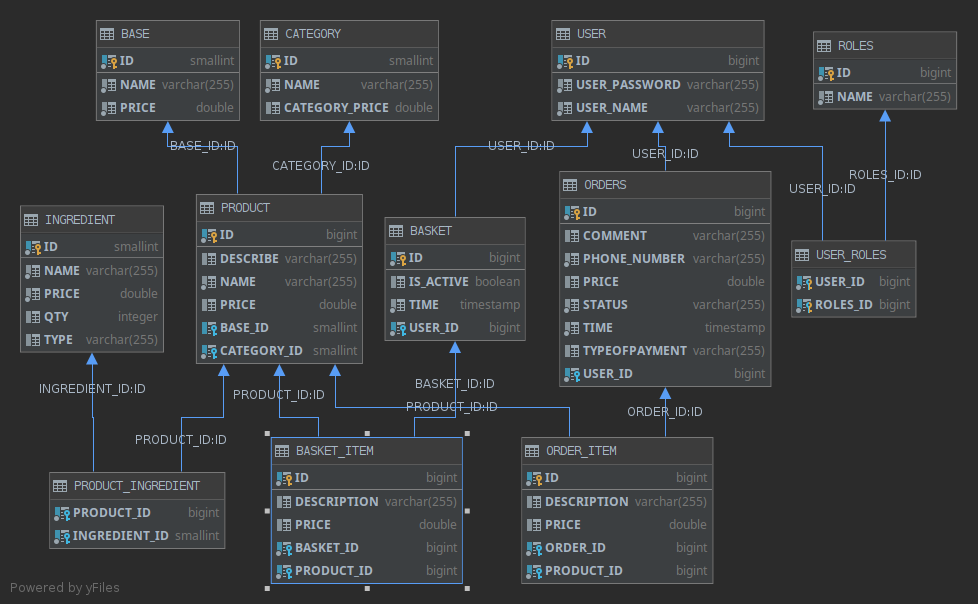 BASE
ID smallint
NAME varchar(255)
PRICE double
CATEGORY
ID smallint
NAME varchar(255)
CATEGORY_PRICE double
USER
ID bigint
USER_PASSWORD varchar(255)
USER_NAME varchar(255)
ROLES
ID bigint
NAME varchar(255)
BASE_ID:ID
CATEGORY_ID:ID
USER_ID:ID
USER_ID:ID
USER_ID:ID
ROLES_ID:ID
INGREDIENT
ID smallint
NAME varchar(255)
PRICE double
QTY integer
TYPE varchar(255)
PRODUCT
ID bigint
DESCRIBE varchar(255)
NAME varchar(255)
PRICE double
BASE_ID smallint
CATEGORY_ID smallint
BASKET
ID bigint
IS_ACTIVE boolean
TIME timestamp
USER_ID bigint
ORDERS
ID bigint
COMMENT varchar(255)
PHONE_NUMBER varchar(255)
PRICE double
STATUS varchar(255)
TIME timestamp
TYPEOFPAYMENT varchar(255)
USER_ID bigint
USER_ROLES
USER_ID bigint
ROLES_ID bigint
INGREDIENT_ID:ID
PRODUCT_ID:ID
PRODUCT_ID:ID
BASKET_ID:ID
PRODUCT_ID:ID
ORDER_ID:ID
PRODUCT_INGREDIENT
PRODUCT_ID bigint
INGREDIENT_ID smallint
BASKET_ITEM
ID bigint
DESCRIPTION varchar(255)
PRICE double
BASKET_ID bigint
PRODUCT_ID bigint
ORDER_ITEM
ID bigint
DESCRIPTION varchar(255)
PRICE double
ORDER_ID bigint
PRODUCT_ID bigint
Powered by yFiles